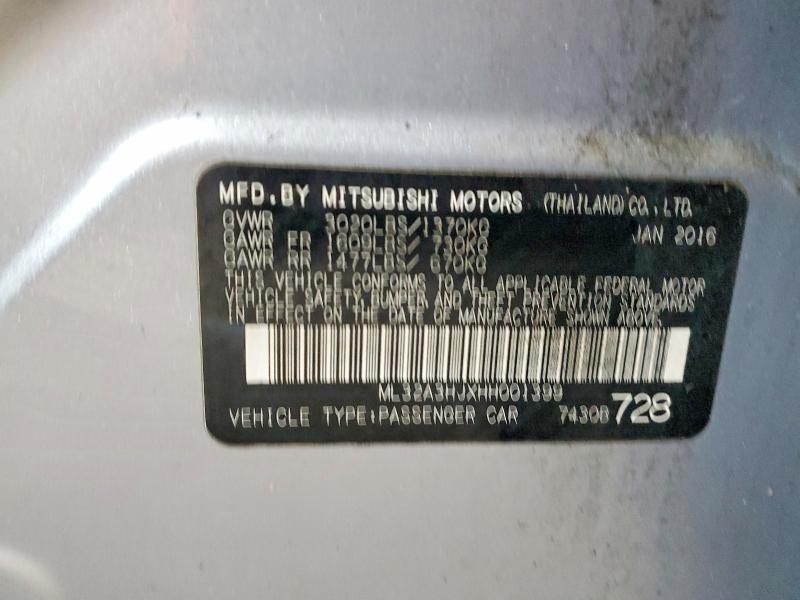 MFD.BY MITSUBISHI MOTORS (THAILAND)CO.,LTD.
GVWR 3020LBS/1370KG JAN 2016
GAWR FR 1609LBS/ 730KG
GAWR RR 1477LBS/ 670KG
THIS VEHICLE CONFORMS TO ALL APPLICABLE FEDERAL MOTOR
VEHICLE SAFETY, BUMPER AND THEFT PREVENTION STANDARDS
IN EFFECT ON THE DATE OF MANUFACTURE SHOWN ABOVE.
ML32A3HJXHH001399
VEHICLE TYPE:PASSENGER CAR 7430B 728